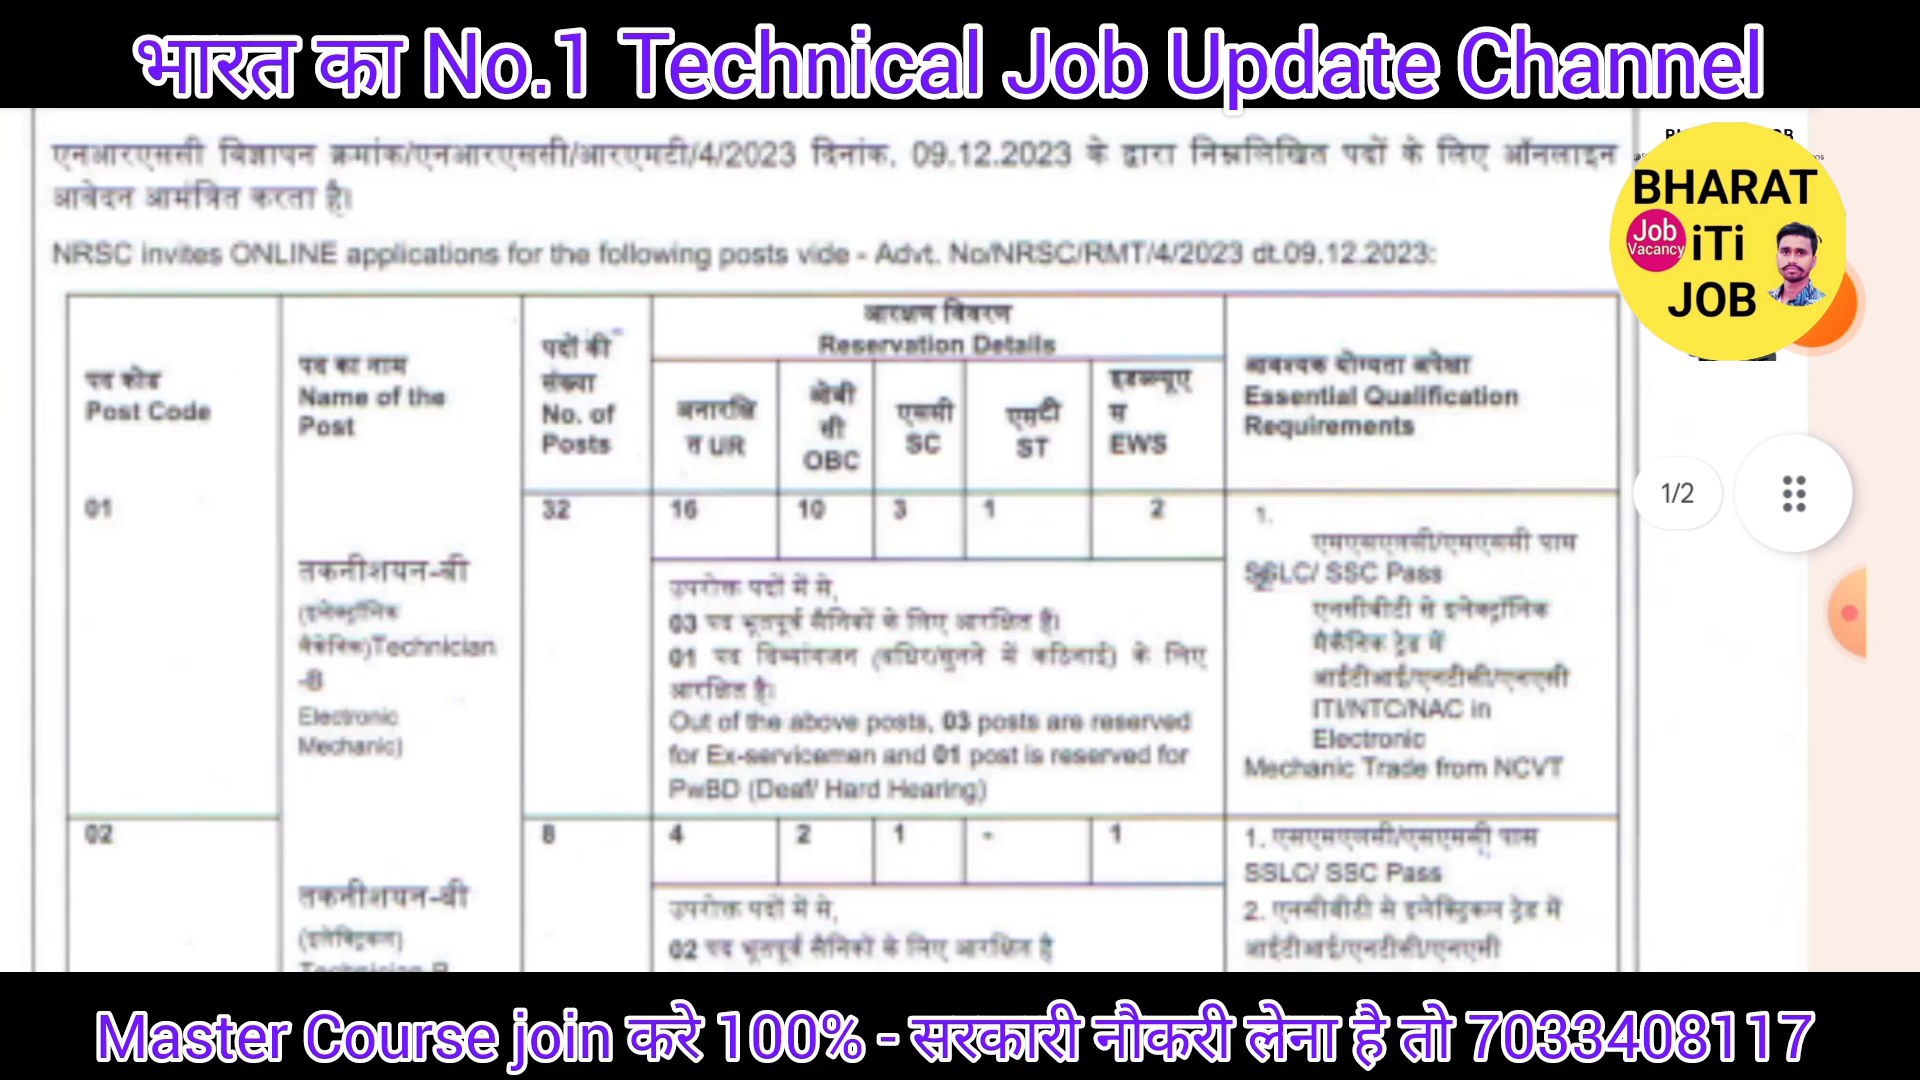 भारत का No.1 Technical Job Update Channel
एनआरएससी विज्ञापन क्रमांक/एनआरएससी/आरएमटी/4/2023 दिनांक. 09.12.2023 के द्वारा निम्नलिखित पदों के लिए ऑनलाइन
आवेदन आमंत्रित करता है।
NRSC invites ONLINE applications for the following posts vide - Advt. No/NRSC/RMT/4/2023 dt.09.12.2023:
BHARAT
Job
Vacancy
iTi
JOB
1/2
पद कोड
Post Code
पद का नाम
Name of the
Post
पदों की
संख्या
No. of
Posts
आरक्षण विवरण
Reservation Details
अनारक्षि
त UR
ओबी
सी
OBC
एससी
SC
एसटी
ST
इडब्ल्यूए
स
EWS
आवश्यक योग्यता अपेक्षा
Essential Qualification
Requirements
01
तकनीशयन-बी
(इलेक्ट्रॉनिक
मैकेनिक)Technician
-B
Electronic
Mechanic)
32
16
10
3
1
2
उपरोक्त पदों में से,
03 पद भूतपूर्व सैनिकों के लिए आरक्षित है।
01 पद दिव्यांगजन (बधिर/सुनने में कठिनाई) के लिए
आरक्षित है।
Out of the above posts, 03 posts are reserved
for Ex-servicemen and 01 post is reserved for
PwBD (Deaf/ Hard Hearing)
1.
एसएसएलसी/एसएससी पास
SSLC/ SSC Pass
एनसीवीटी से इलेक्ट्रॉनिक
मैकेनिक ट्रेड में
आईटीआई/एनटीसी/एनएसी
ITI/NTC/NAC in
Electronic
Mechanic Trade from NCVT
02
तकनीशयन-बी
(इलेक्ट्रिकल)
Technician-B
8
4
2
1
-
1
उपरोक्त पदों में से,
02 पद भूतपूर्व सैनिकों के लिए आरक्षित है
1. एसएसएलसी/एसएससी पास
SSLC/ SSC Pass
2. एनसीवीटी से इलेक्ट्रिकल ट्रेड में
आईटीआई/एनटीसी/एनएसी
Master Course join करे 100% - सरकारी नौकरी लेना है तो 7033408117